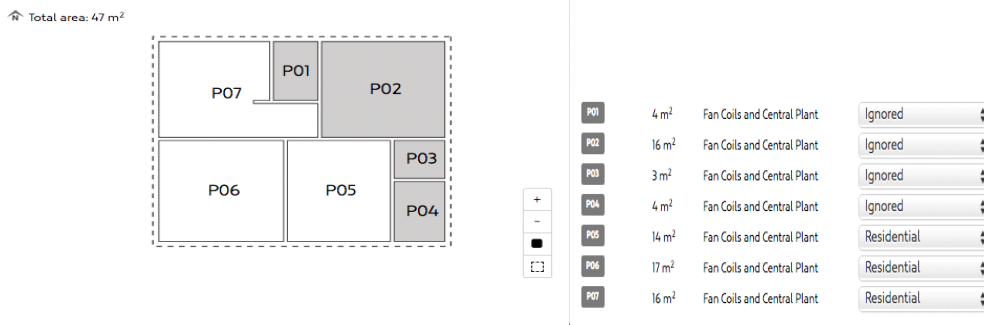 N Total area: 47 m²
P01
P02
P07
P03
P06
P05
P04
+
−
P01 4 m² Fan Coils and Central Plant Ignored
P02 16 m² Fan Coils and Central Plant Ignored
P03 3 m² Fan Coils and Central Plant Ignored
P04 4 m² Fan Coils and Central Plant Ignored
P05 14 m² Fan Coils and Central Plant Residential
P06 17 m² Fan Coils and Central Plant Residential
P07 16 m² Fan Coils and Central Plant Residential